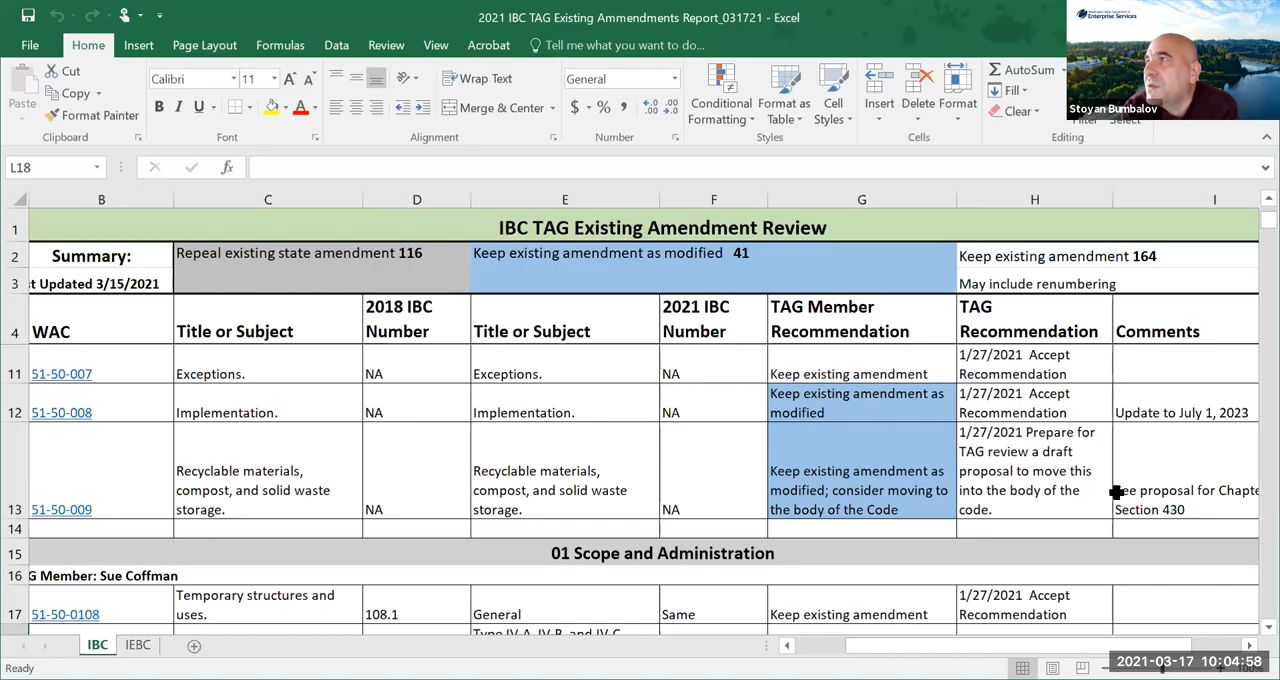 2021 IBC TAG Existing Ammendments Report_031721 - Excel
Enterprise Services
File Home Insert Page Layout Formulas Data Review View Acrobat Tell me what you want to do...
Cut
Copy
Format Painter
Paste
Calibri 11
B I U
A A
Wrap Text
Merge & Center
General
$ % ,
Conditional Formatting
Format as Table
Cell Styles
Insert Delete Format
AutoSum
Fill
Clear
Stoyan Bumbalov
Clipboard Font Alignment Number Styles Cells Editing
L18 fx
B C D E F G H I
1 IBC TAG Existing Amendment Review
2 Summary: Repeal existing state amendment 116 Keep existing amendment as modified 41 Keep existing amendment 164
3 t Updated 3/15/2021 May include renumbering
4 WAC Title or Subject 2018 IBC Number Title or Subject 2021 IBC Number TAG Member Recommendation TAG Recommendation Comments
11 51-50-007 Exceptions. NA Exceptions. NA Keep existing amendment 1/27/2021 Accept Recommendation
12 51-50-008 Implementation. NA Implementation. NA Keep existing amendment as modified 1/27/2021 Accept Recommendation Update to July 1, 2023
13 51-50-009 Recyclable materials, compost, and solid waste storage. NA Recyclable materials, compost, and solid waste storage. NA Keep existing amendment as modified; consider moving to the body of the Code 1/27/2021 Prepare for TAG review a draft proposal to move this into the body of the code. ee proposal for Chapte Section 430
14
15 01 Scope and Administration
16 G Member: Sue Coffman
17 51-50-0108 Temporary structures and uses. 108.1 General Same Keep existing amendment 1/27/2021 Accept Recommendation
Type IV-A, IV-B, and IV-C
IBC IEBC
Ready
2021-03-17 10:04:58